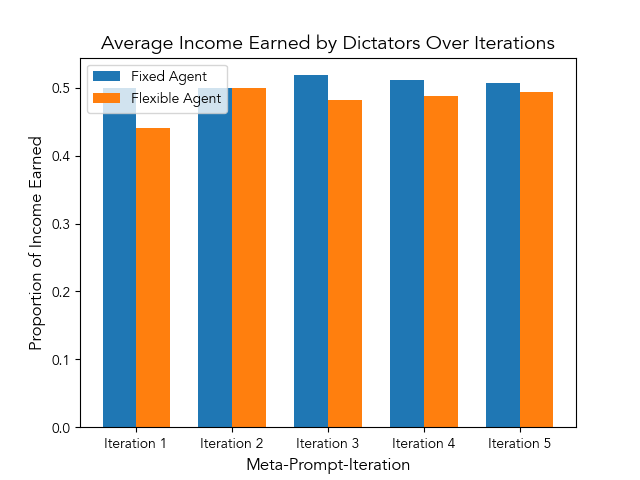 Average Income Earned by Dictators Over Iterations
Fixed Agent
Flexible Agent
Proportion of Income Earned
0.5
0.4
0.3
0.2
0.1
0.0
Iteration 1 Iteration 2 Iteration 3 Iteration 4 Iteration 5
Meta-Prompt-Iteration